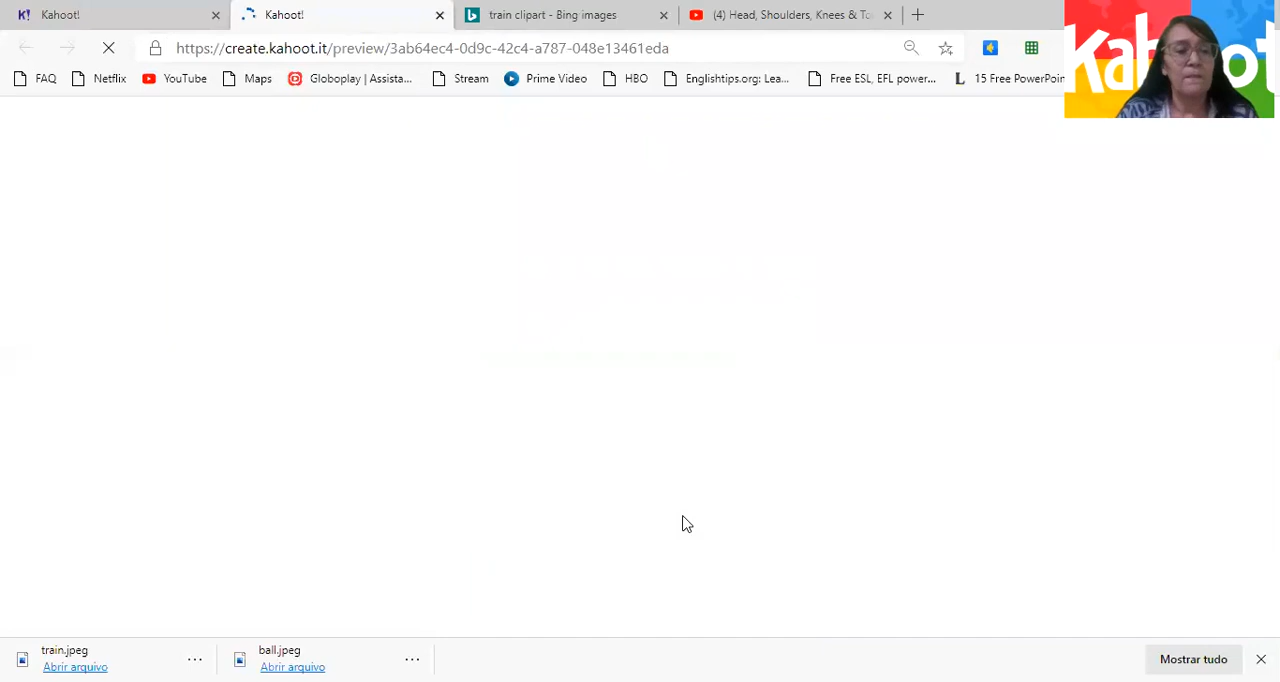 Kahoot!
Kahoot!
train clipart - Bing images
(4) Head, Shoulders, Knees & To
https://create.kahoot.it/preview/3ab64ec4-0d9c-42c4-a787-048e13461eda
FAQ
Netflix
YouTube
Maps
Globoplay | Assista...
Stream
Prime Video
HBO
Englishtips.org: Lea...
Free ESL, EFL power...
15 Free PowerPoin
Kahoot
train.jpeg
Abrir arquivo
ball.jpeg
Abrir arquivo
Mostrar tudo